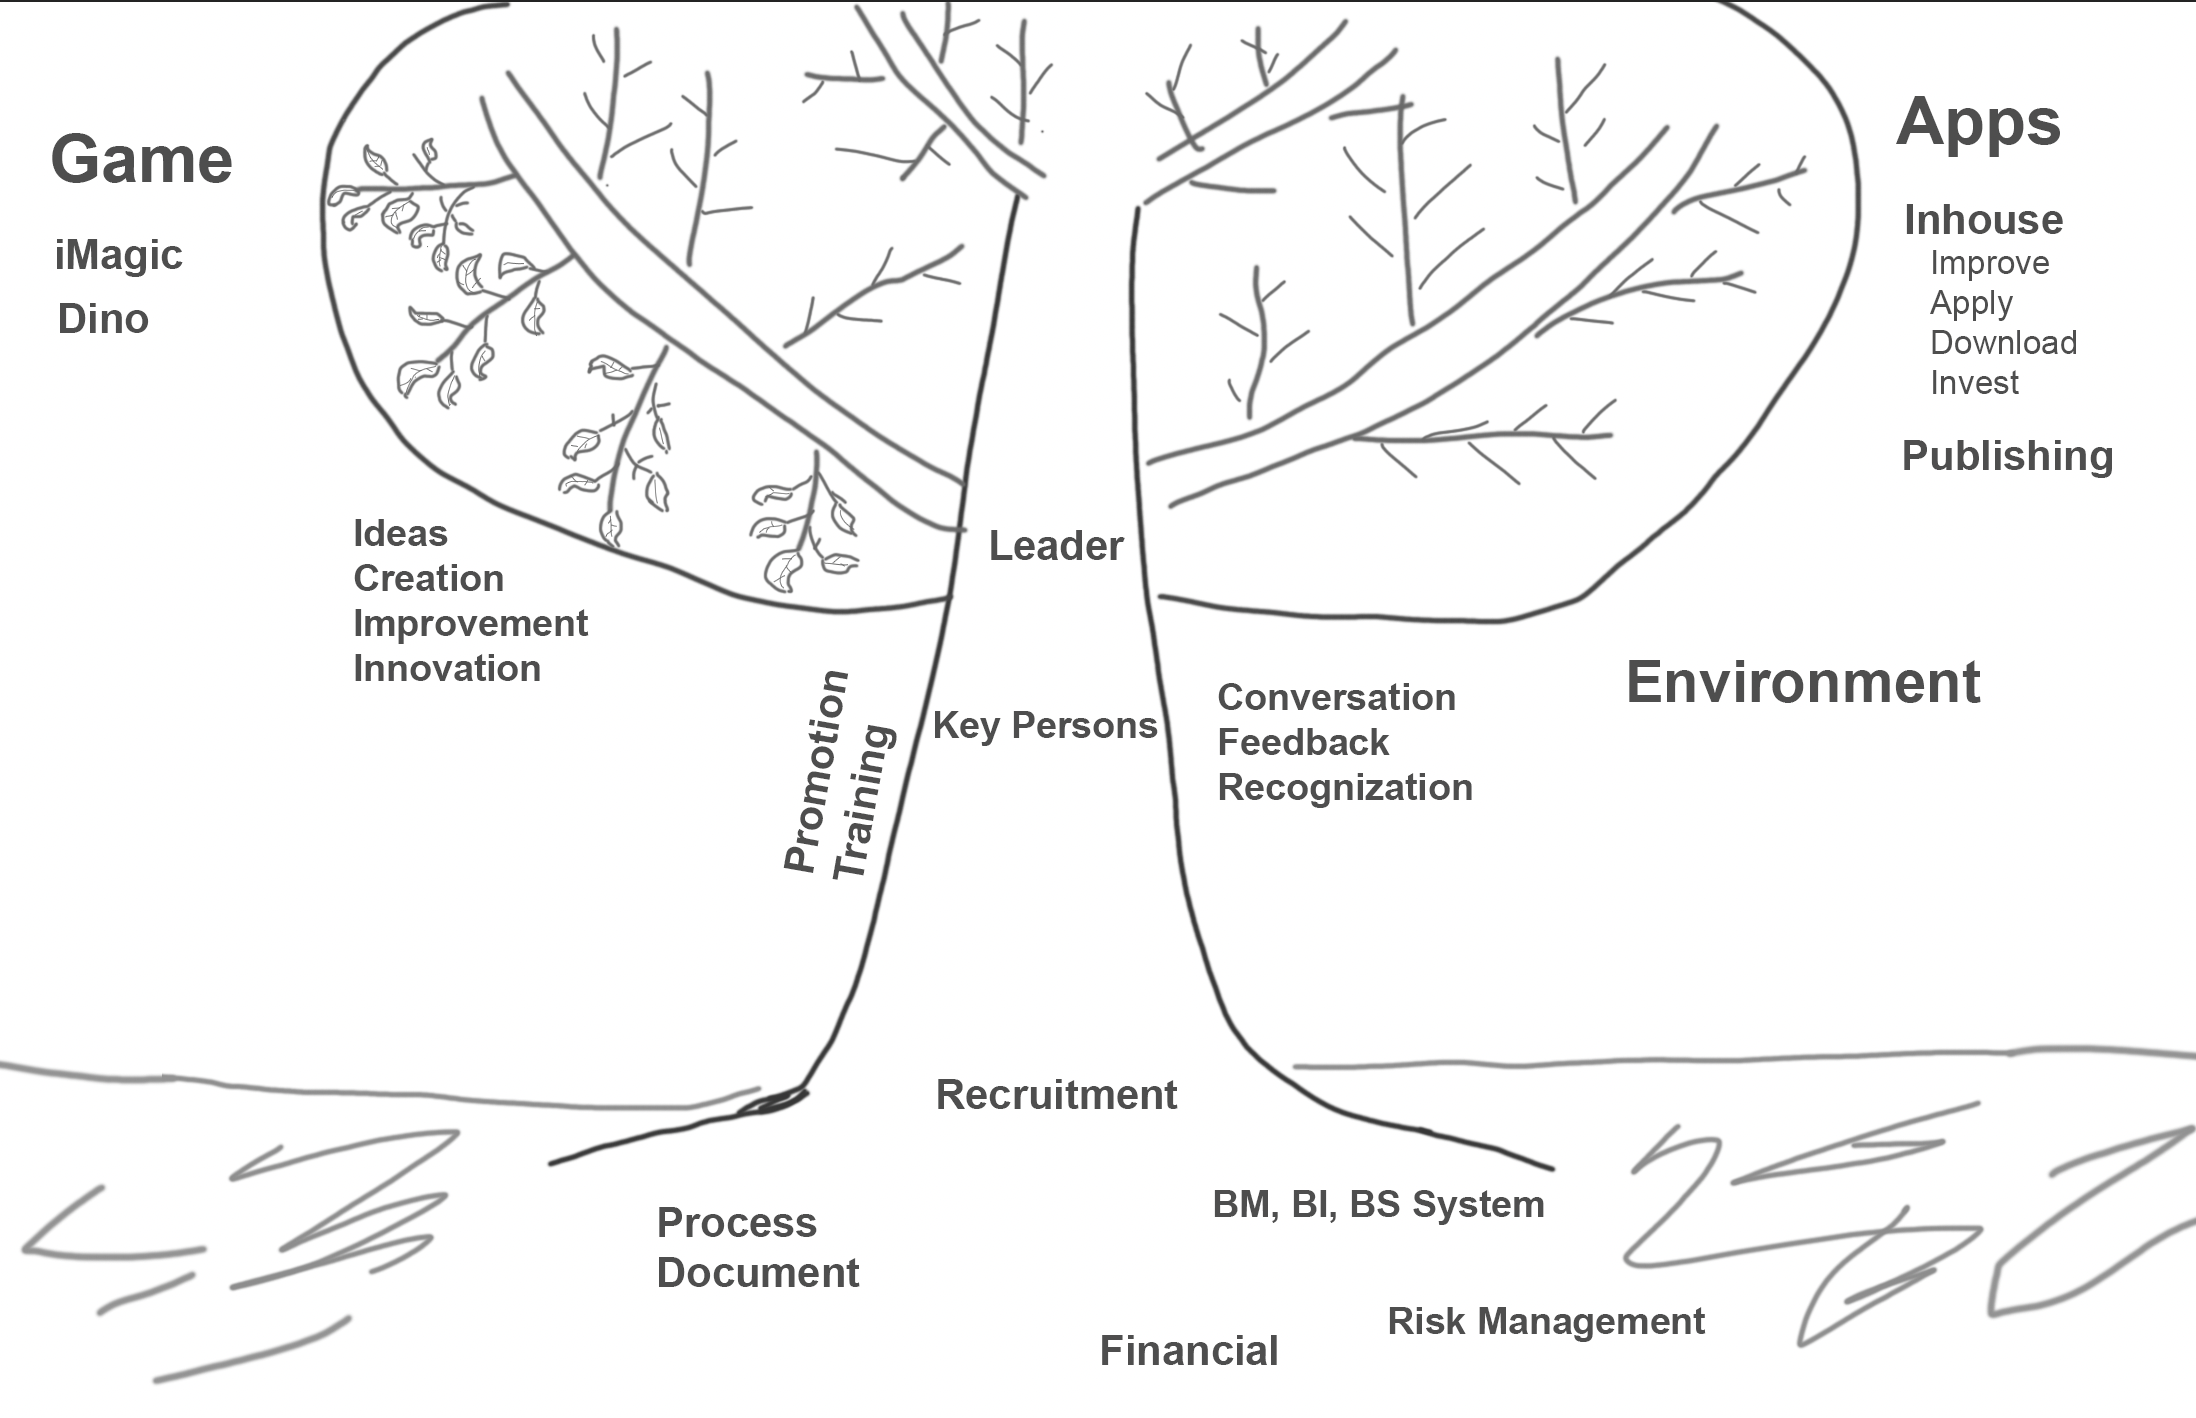 Game
iMagic
Dino
Apps
Inhouse
Improve
Apply
Download
Invest
Publishing
Ideas
Creation
Improvement
Innovation
Leader
Environment
Promotion
Training
Key Persons
Conversation
Feedback
Recognization
Recruitment
Process
Document
BM, BI, BS System
Risk Management
Financial